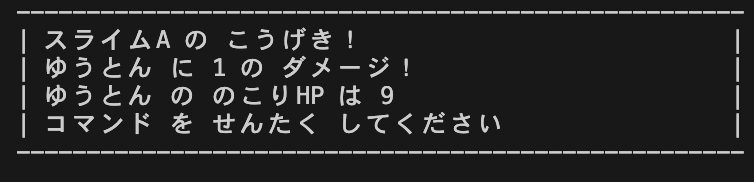 スライムA の こうげき！
ゆうとん に 1 の ダメージ！
ゆうとん の のこりHP は 9
コマンド を せんたく してください